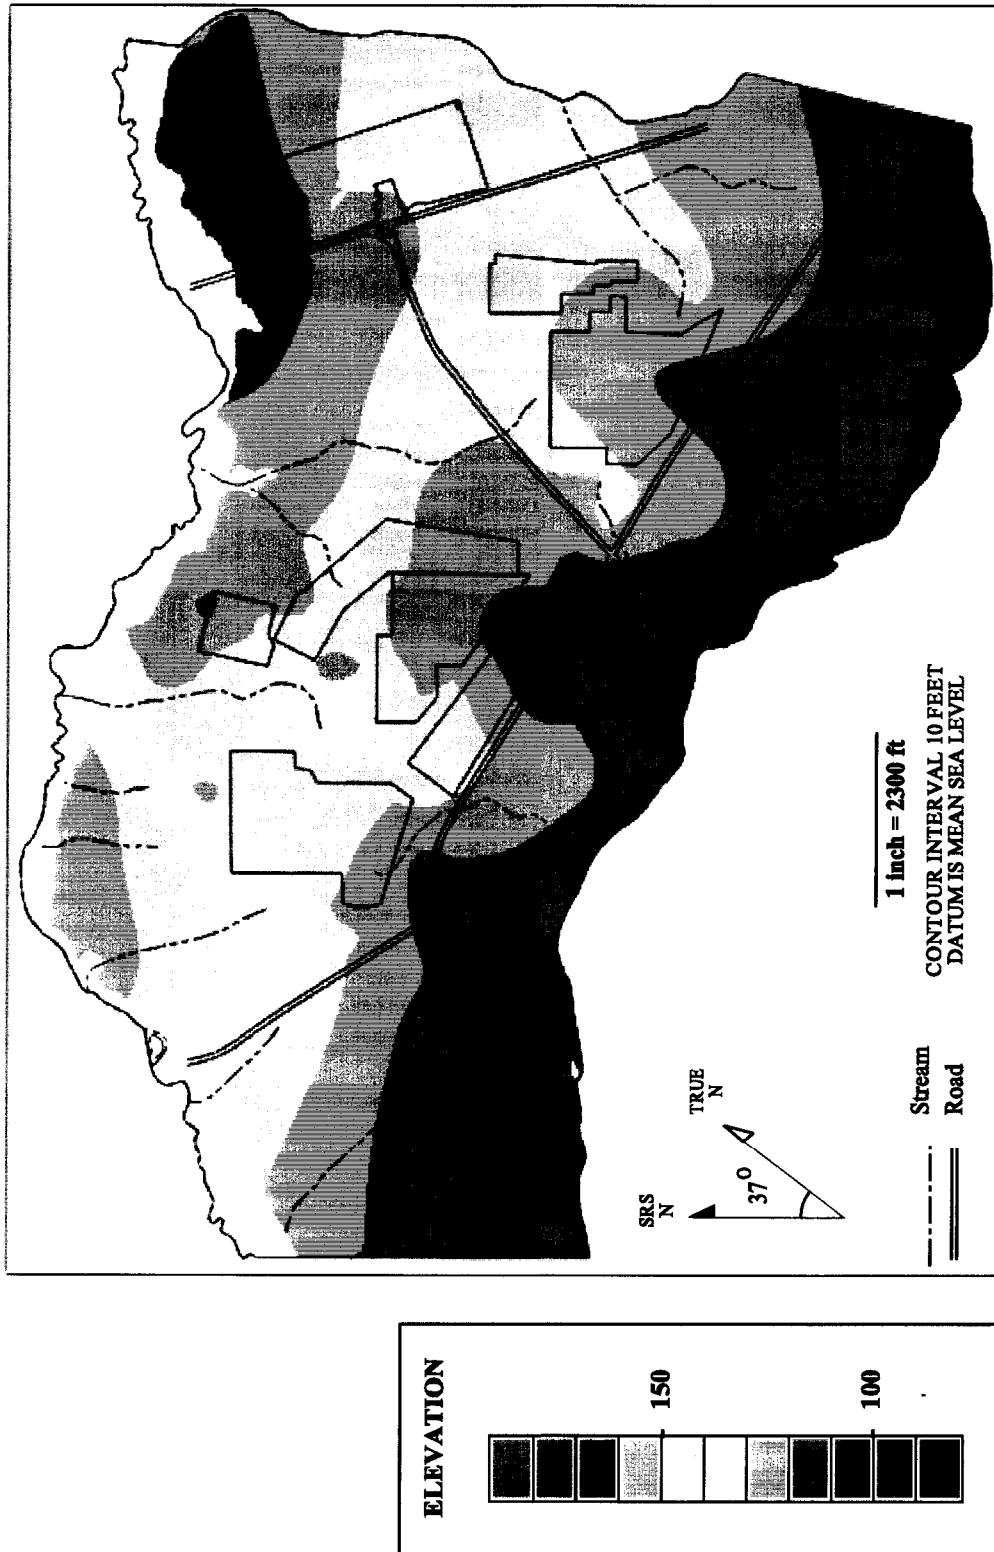 TRUE
N
SRS
N
37°
1 inch = 2300 ft
CONTOUR INTERVAL 10 FEET
DATUM IS MEAN SEA LEVEL
Stream
Road
ELEVATION
150
100